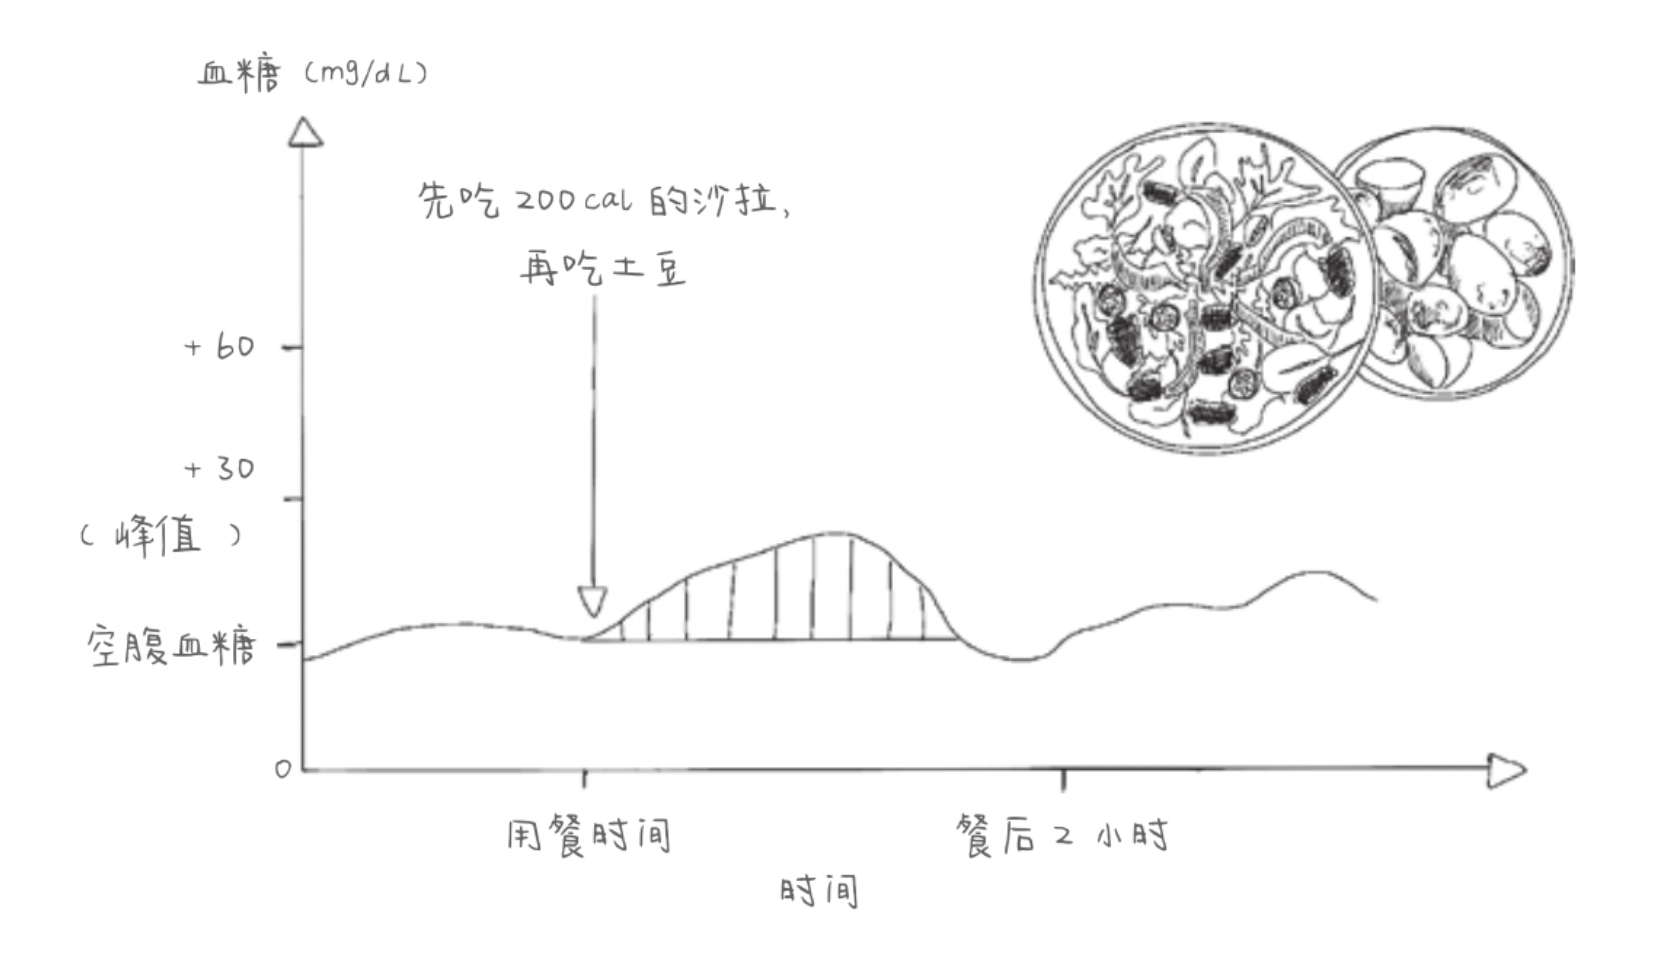 血糖 (mg/dL)
先吃 200 cal 的沙拉,
再吃土豆
+ 60
+ 30
( 峰值 )
空腹血糖
0
用餐时间
餐后 2 小时
时间